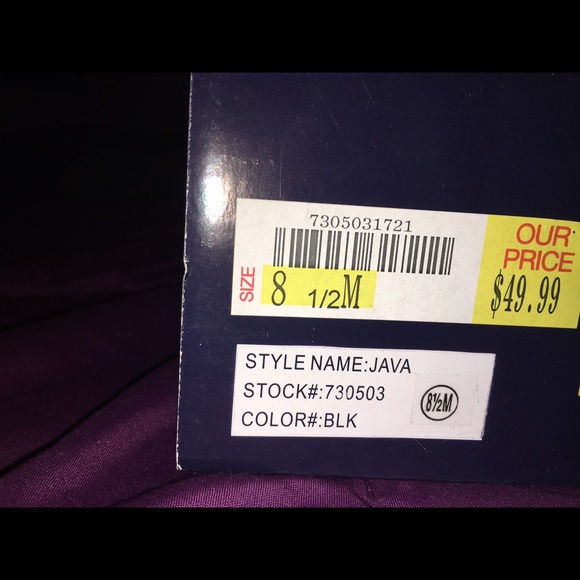 7305031721
OUR
PRICE
SIZE
8 1/2M
$49.99
STYLE NAME:JAVA
STOCK#:730503
8½M
COLOR#:BLK